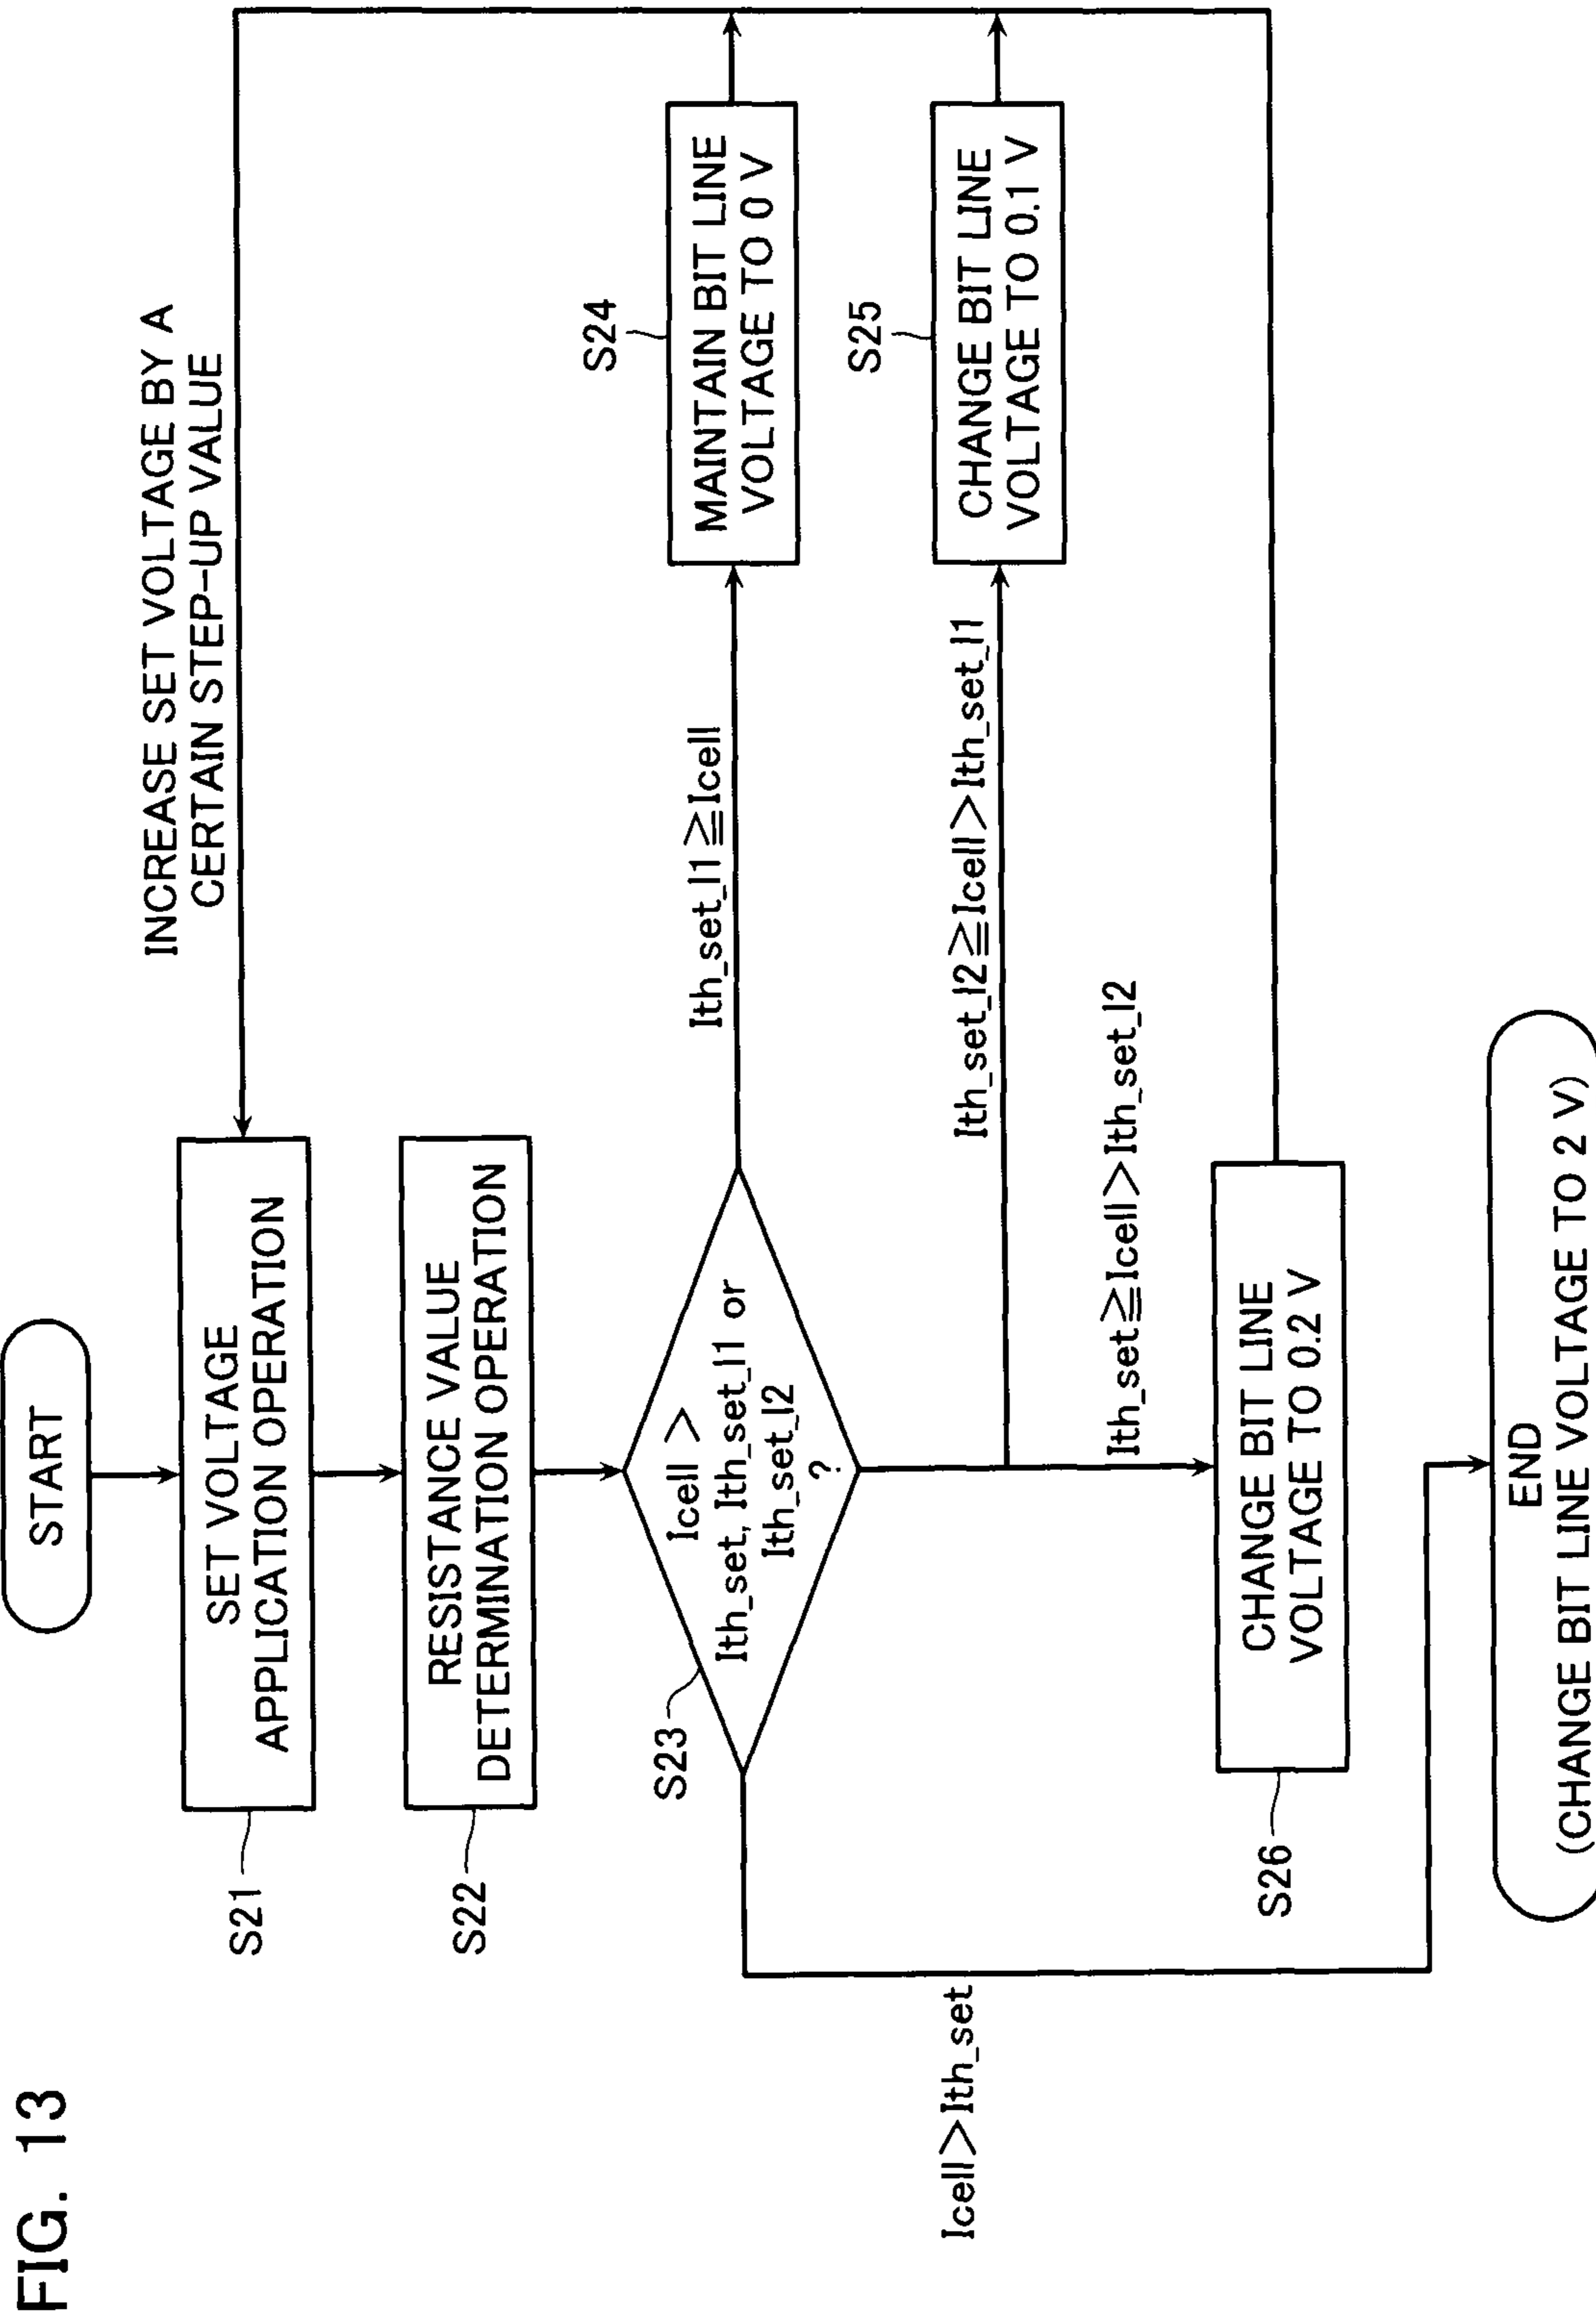 FIG. 13
START
INCREASE SET VOLTAGE BY A
CERTAIN STEP-UP VALUE
S21
SET VOLTAGE
APPLICATION OPERATION
S22
RESISTANCE VALUE
DETERMINATION OPERATION
S23
Icell >
Ith_set, Ith_set_l1 or
Ith_set_l2
?
Ith_set_l1≧Icell
S24
MAINTAIN BIT LINE
VOLTAGE TO 0 V
Ith_set_l2≧Icell>Ith_set_l1
S25
CHANGE BIT LINE
VOLTAGE TO 0.1 V
Ith_set≧Icell>Ith_set_l2
S26
CHANGE BIT LINE
VOLTAGE TO 0.2 V
Icell>Ith_set
END
(CHANGE BIT LINE VOLTAGE TO 2 V)